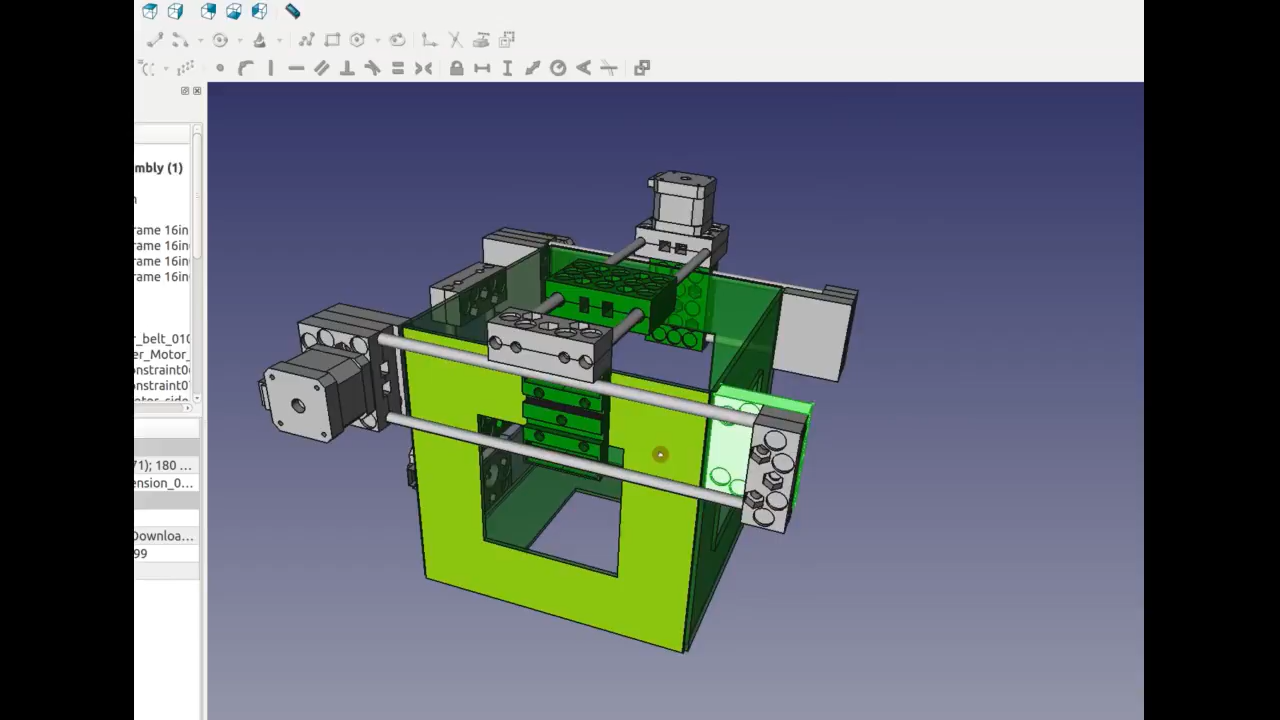 mbly (1)
n
rame 16in
rame 16in
rame 16in
rame 16in
r_belt_010
er_Motor_
onstraint0
onstraint0
71); 180 ...
ension_0...
Downloa...
99